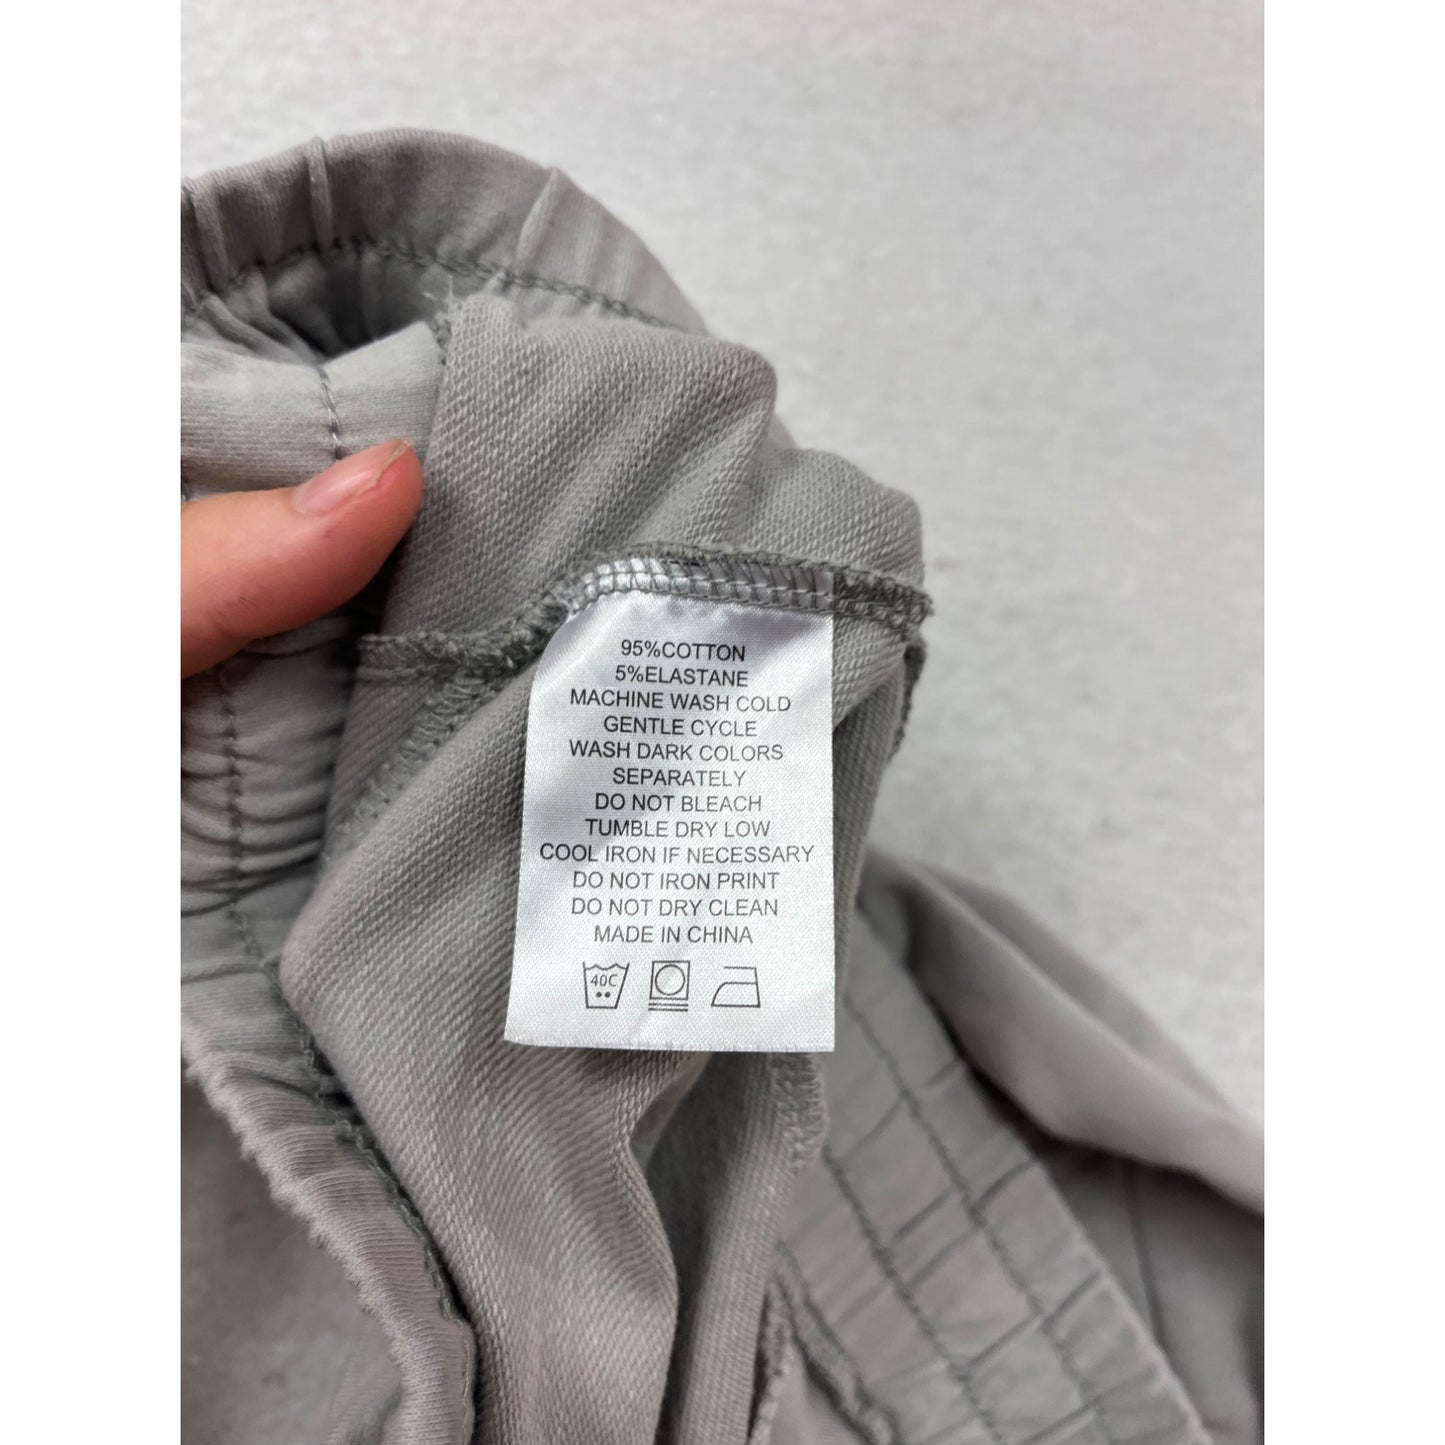 95%COTTON
5%ELASTANE
MACHINE WASH COLD
GENTLE CYCLE
WASH DARK COLORS
SEPARATELY
DO NOT BLEACH
TUMBLE DRY LOW
COOL IRON IF NECESSARY
DO NOT IRON PRINT
DO NOT DRY CLEAN
MADE IN CHINA
40C